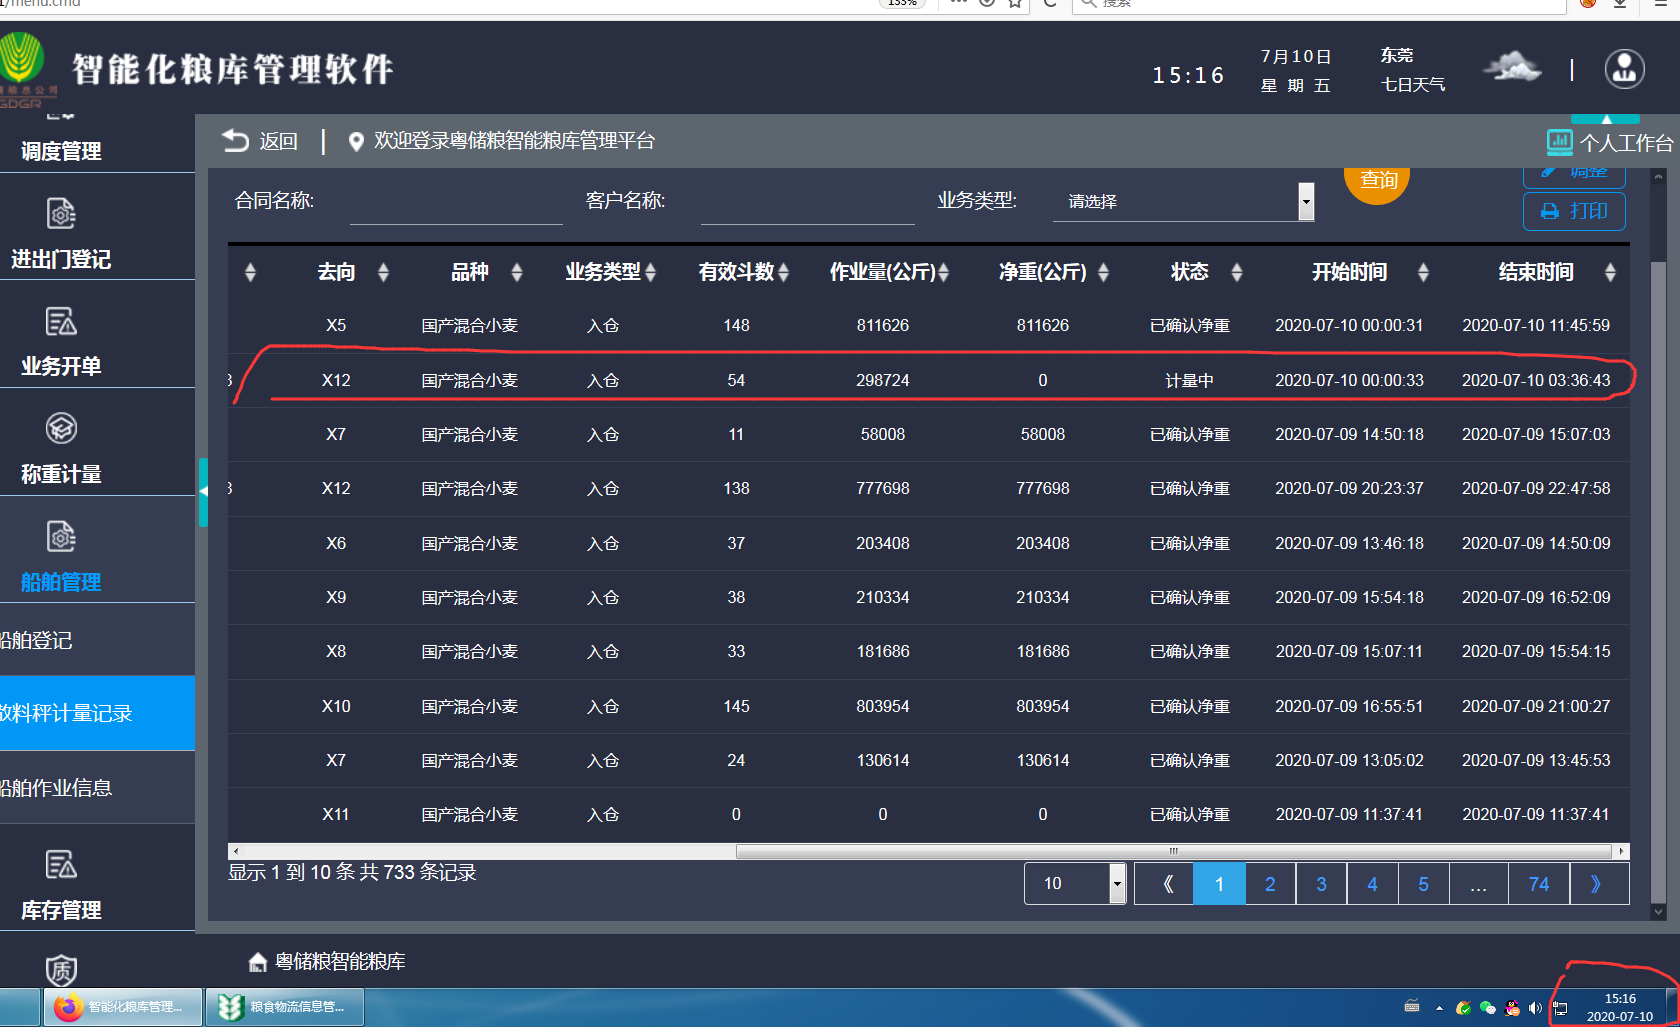 /menu.cmd
133%
搜索
智能化粮库管理软件
GDGR
15:16
7月10日
星 期 五
东莞
七日天气
返回
欢迎登录粤储粮智能粮库管理平台
个人工作台
调度管理
进出门登记
业务开单
称重计量
船舶管理
船舶登记
散料秤计量记录
船舶作业信息
库存管理
合同名称:
客户名称:
业务类型:
请选择
查询
调整
打印
去向 品种 业务类型 有效斗数 作业量(公斤) 净重(公斤) 状态 开始时间 结束时间
X5 国产混合小麦 入仓 148 811626 811626 已确认净重 2020-07-10 00:00:31 2020-07-10 11:45:59
3 X12 国产混合小麦 入仓 54 298724 0 计量中 2020-07-10 00:00:33 2020-07-10 03:36:43
X7 国产混合小麦 入仓 11 58008 58008 已确认净重 2020-07-09 14:50:18 2020-07-09 15:07:03
3 X12 国产混合小麦 入仓 138 777698 777698 已确认净重 2020-07-09 20:23:37 2020-07-09 22:47:58
X6 国产混合小麦 入仓 37 203408 203408 已确认净重 2020-07-09 13:46:18 2020-07-09 14:50:09
X9 国产混合小麦 入仓 38 210334 210334 已确认净重 2020-07-09 15:54:18 2020-07-09 16:52:09
X8 国产混合小麦 入仓 33 181686 181686 已确认净重 2020-07-09 15:07:11 2020-07-09 15:54:15
X10 国产混合小麦 入仓 145 803954 803954 已确认净重 2020-07-09 16:55:51 2020-07-09 21:00:27
X7 国产混合小麦 入仓 24 130614 130614 已确认净重 2020-07-09 13:05:02 2020-07-09 13:45:53
X11 国产混合小麦 入仓 0 0 0 已确认净重 2020-07-09 11:37:41 2020-07-09 11:37:41
显示 1 到 10 条 共 733 条记录
10
《 1 2 3 4 5 ... 74 》
质
粤储粮智能粮库
智能化粮库管理...
粮食物流信息管...
15:16
2020-07-10